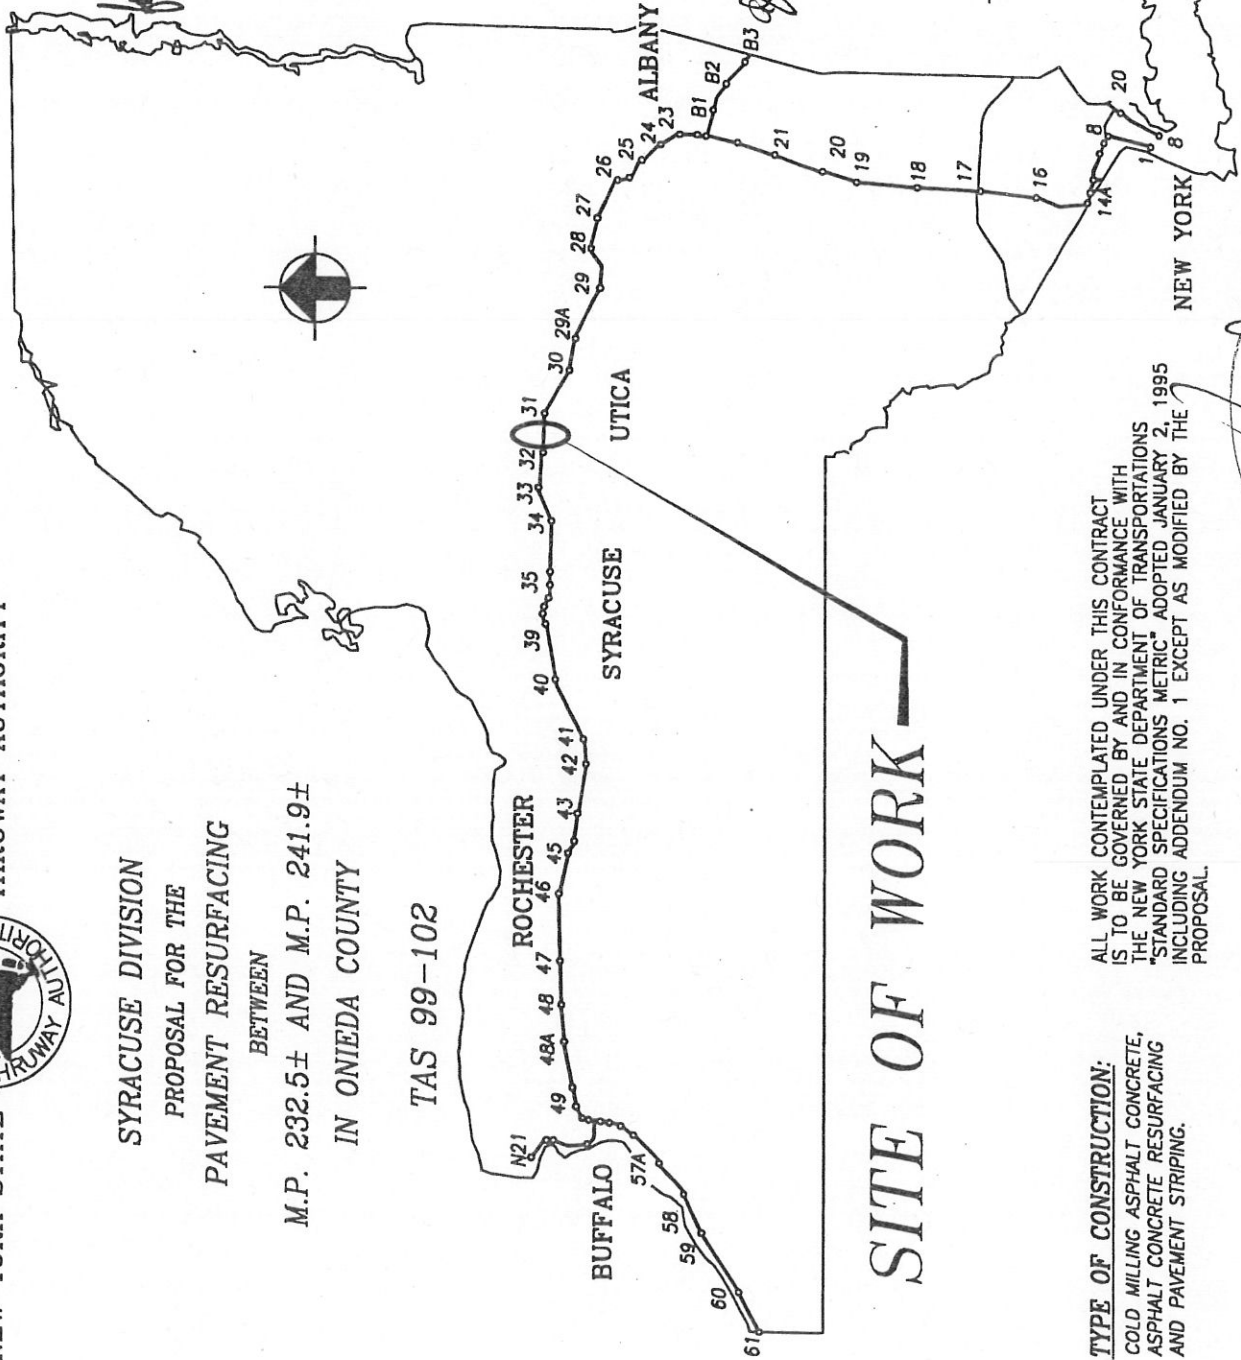 SYRACUSE DIVISION
PROPOSAL FOR THE
PAVEMENT RESURFACING
BETWEEN
M.P. 232.5± AND M.P. 241.9±
IN ONIEDA COUNTY
TAS 99-102
N21
49
48A
48
47
46
45
43
42
41
40
39
35
34
33
32
31
30
29A
29
28
27
26
25
24
23
B1
B2
B3
21
20
19
18
17
16
14A
8
20
1
8
57A
58
59
60
61
BUFFALO
ROCHESTER
SYRACUSE
UTICA
ALBANY
NEW YORK
SITE OF WORK
TYPE OF CONSTRUCTION:
COLD MILLING ASPHALT CONCRETE,
ASPHALT CONCRETE RESURFACING
AND PAVEMENT STRIPING.
ALL WORK CONTEMPLATED UNDER THIS CONTRACT
IS TO BE GOVERNED BY AND IN CONFORMANCE WITH
THE NEW YORK STATE DEPARTMENT OF TRANSPORTATIONS
"STANDARD SPECIFICATIONS METRIC" ADOPTED JANUARY 2, 1995
INCLUDING ADDENDUM NO. 1 EXCEPT AS MODIFIED BY THE
PROPOSAL.